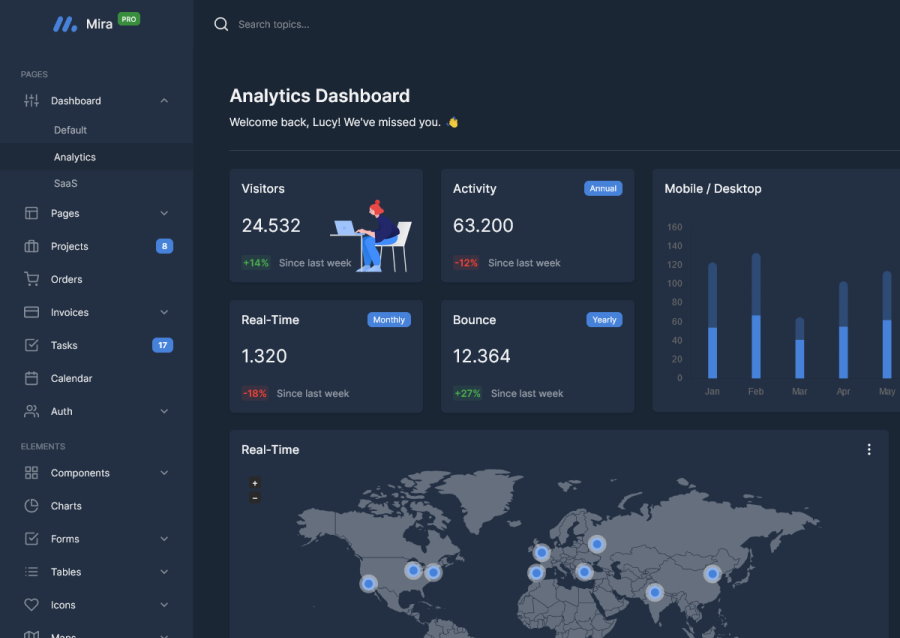 Mira PRO
PAGES
Dashboard
Default
Analytics
SaaS
Pages
Projects 8
Orders
Invoices
Tasks 17
Calendar
Auth
ELEMENTS
Components
Charts
Forms
Tables
Icons
Maps
Search topics...
Analytics Dashboard
Welcome back, Lucy! We've missed you. 👋
Visitors
24.532
+14% Since last week
Activity Annual
63.200
-12% Since last week
Real-Time Monthly
1.320
-18% Since last week
Bounce Yearly
12.364
+27% Since last week
Mobile / Desktop
160
140
120
100
80
60
40
20
0
Jan Feb Mar Apr May
Real-Time
+
−